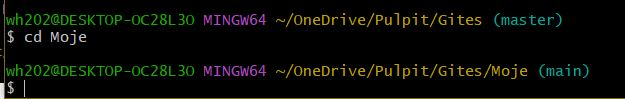 wh202@DESKTOP-OC28L3O MINGW64 ~/OneDrive/Pulpit/Gites (master)
$ cd Moje
wh202@DESKTOP-OC28L3O MINGW64 ~/OneDrive/Pulpit/Gites/Moje (main)
$